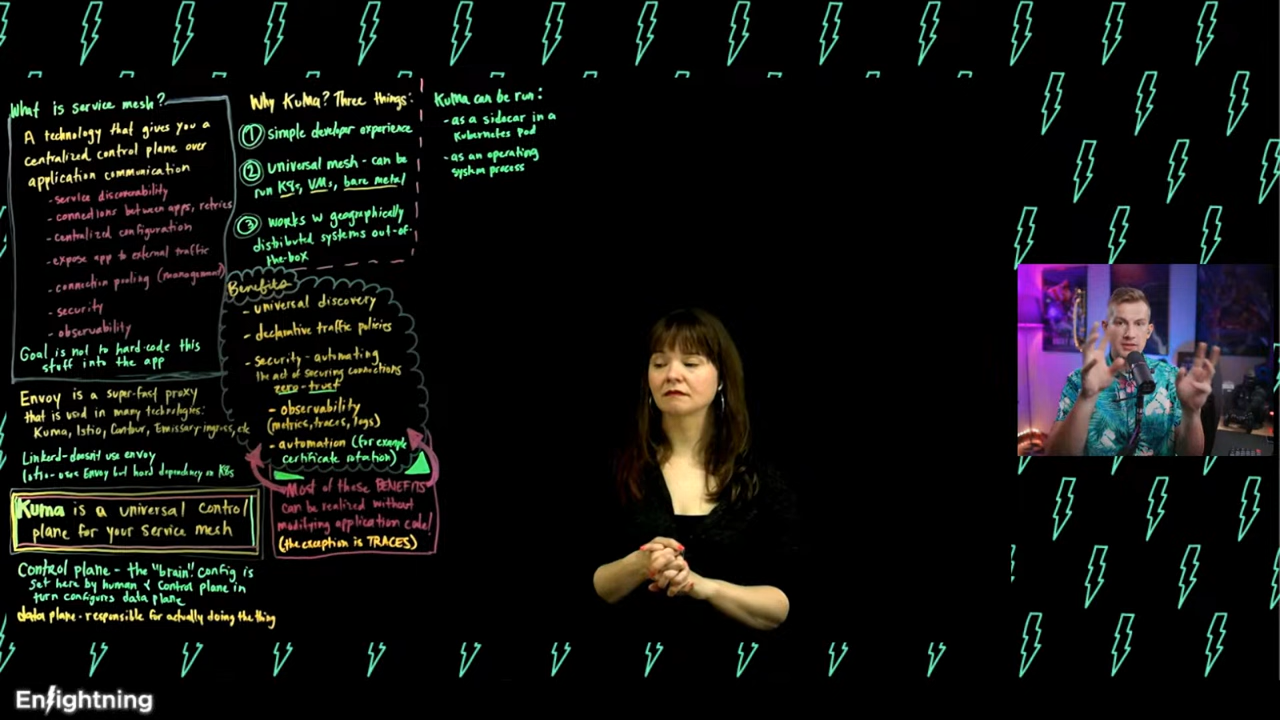 What is service mesh?
A technology that gives you a
centralized control plane over
application communication
- service discoverability
- connections between apps, retries
- centralized configuration
- expose app to external traffic
- connection pooling (management)
- security
- observability
Goal is not to hard-code this
stuff into the app
Envoy is a super-fast proxy
that is used in many technologies:
Kuma, Istio, Contour, Emissary-ingress, etc
Linkerd - doesn't use envoy
Istio - uses Envoy but hard dependency on K8s
Kuma is a universal control
plane for your service mesh
Control plane - the "brain". config is
set here by human & control plane in
turn configures data plane
data plane - responsible for actually doing the thing
Why Kuma? Three things:
1 simple developer experience
2 universal mesh - can be
run K8s, VMs, bare metal
3 works w geographically
distributed systems out-of-
the-box
Benefits
- universal discovery
- declarative traffic policies
- security - automating
the act of securing connections
zero-trust
- observability
(metrics, traces, logs)
- automation (for example
certificate rotation)
Most of these BENEFITS
can be realized without
modifying application code!
(the exception is TRACES)
Kuma can be run:
- as a sidecar in a
Kubernetes pod
- as an operating
system process
Enlightning